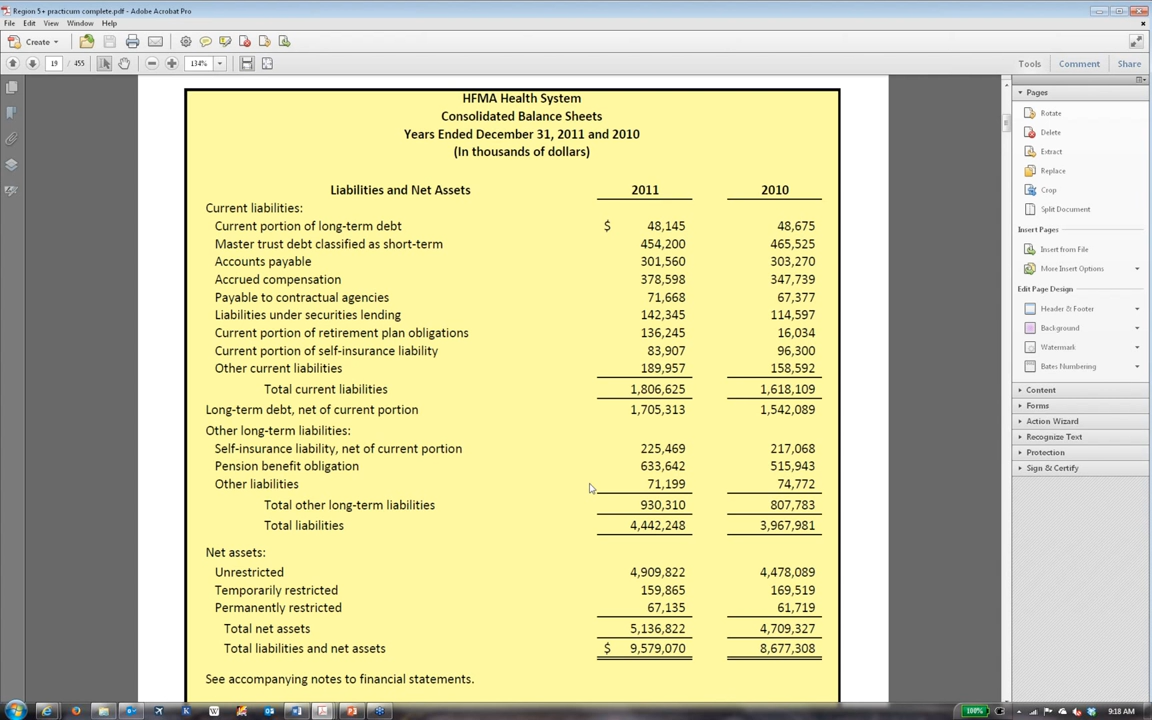 Region 5+ practicum complete.pdf - Adobe Acrobat Pro
File Edit View Window Help
Create
19 / 455 134% Tools Comment Share
HFMA Health System
Consolidated Balance Sheets
Years Ended December 31, 2011 and 2010
(In thousands of dollars)
Liabilities and Net Assets 2011 2010
Current liabilities:
Current portion of long-term debt $ 48,145 48,675
Master trust debt classified as short-term 454,200 465,525
Accounts payable 301,560 303,270
Accrued compensation 378,598 347,739
Payable to contractual agencies 71,668 67,377
Liabilities under securities lending 142,345 114,597
Current portion of retirement plan obligations 136,245 16,034
Current portion of self-insurance liability 83,907 96,300
Other current liabilities 189,957 158,592
Total current liabilities 1,806,625 1,618,109
Long-term debt, net of current portion 1,705,313 1,542,089
Other long-term liabilities:
Self-insurance liability, net of current portion 225,469 217,068
Pension benefit obligation 633,642 515,943
Other liabilities 71,199 74,772
Total other long-term liabilities 930,310 807,783
Total liabilities 4,442,248 3,967,981
Net assets:
Unrestricted 4,909,822 4,478,089
Temporarily restricted 159,865 169,519
Permanently restricted 67,135 61,719
Total net assets 5,136,822 4,709,327
Total liabilities and net assets $ 9,579,070 8,677,308
See accompanying notes to financial statements.
Pages
Rotate
Delete
Extract
Replace
Crop
Split Document
Insert Pages
Insert from File
More Insert Options
Edit Page Design
Header & Footer
Background
Watermark
Bates Numbering
Content
Forms
Action Wizard
Recognize Text
Protection
Sign & Certify
100% 9:18 AM